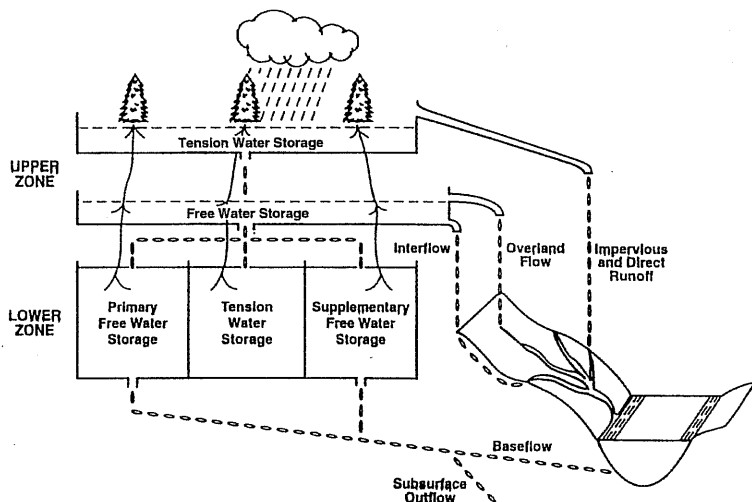 Tension Water Storage
UPPER
ZONE
Free Water Storage
Interflow
Overland
Flow
Impervious
and Direct
Runoff
LOWER
ZONE
Primary
Free Water
Storage
Tension
Water
Storage
Supplementary
Free Water
Storage
Baseflow
Subsurface
Outflow